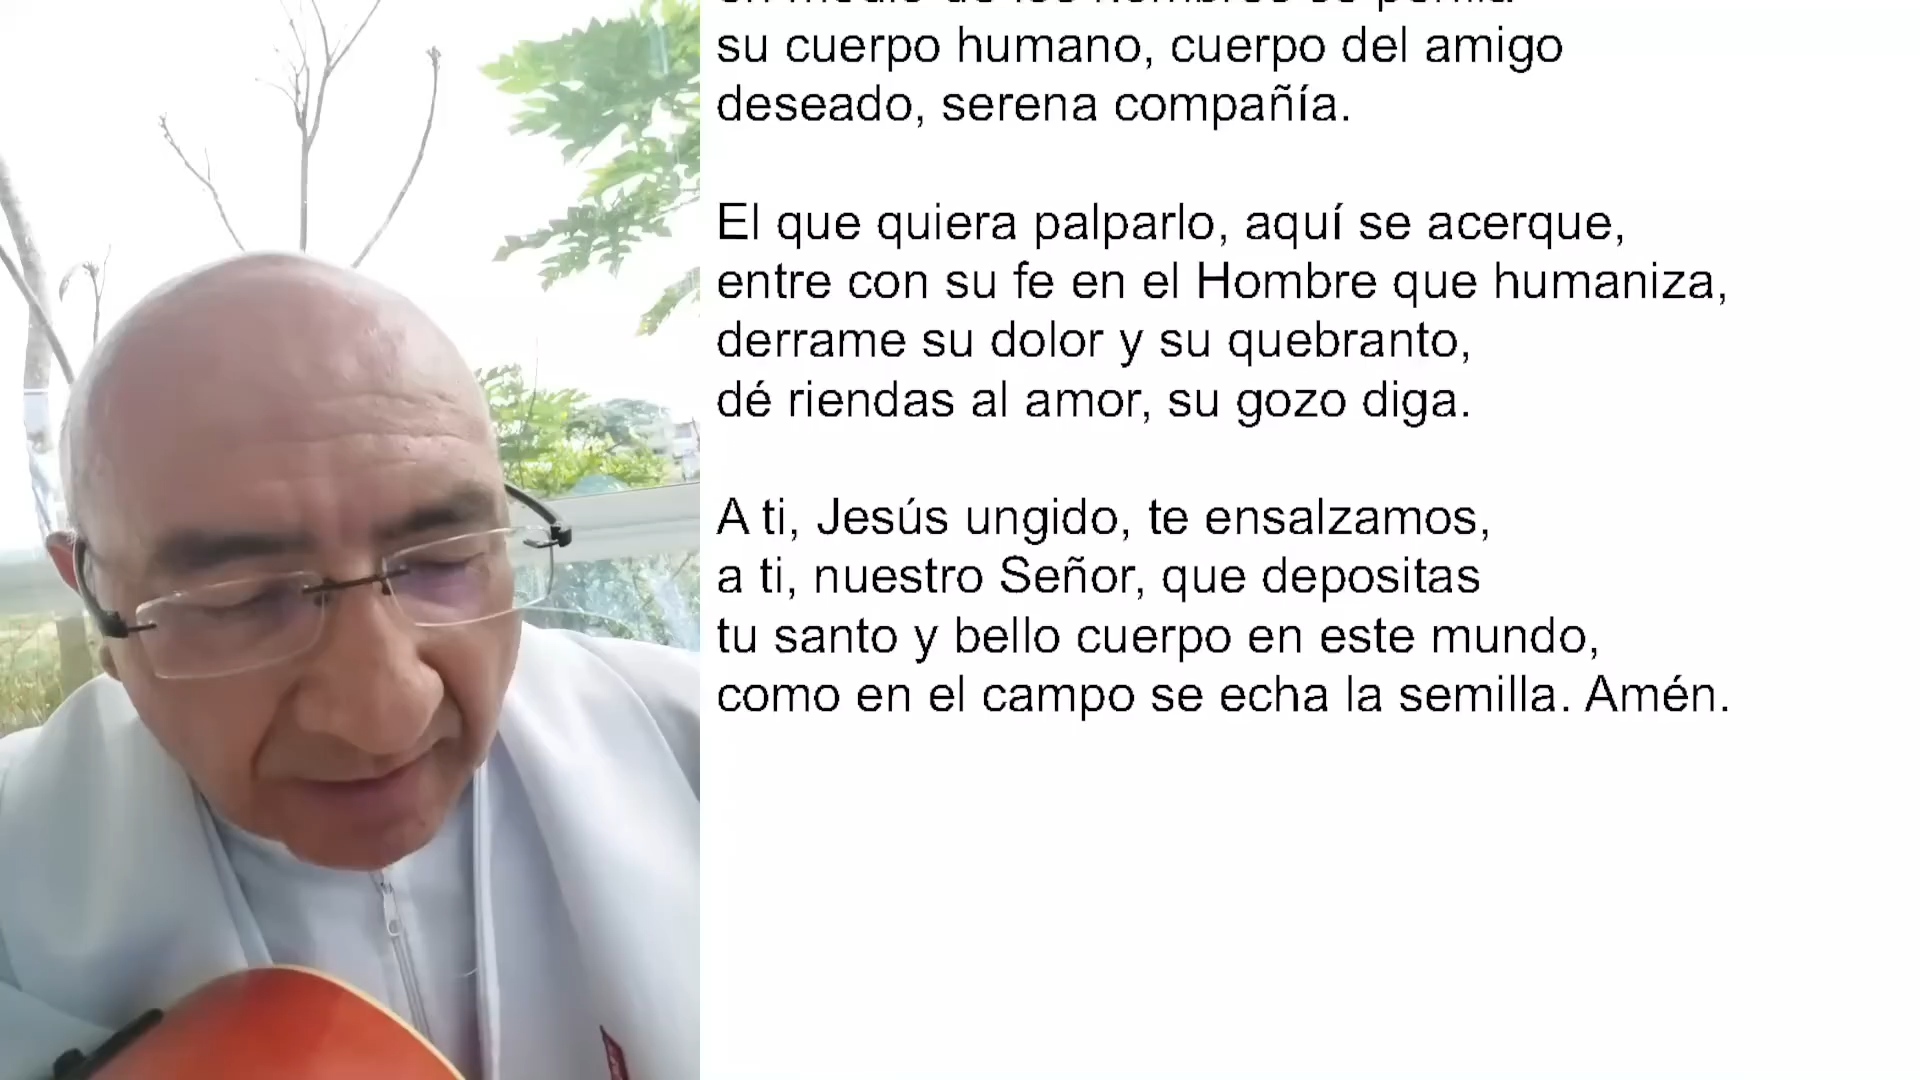 su cuerpo humano, cuerpo del amigo
deseado, serena compañía.
El que quiera palparlo, aquí se acerque,
entre con su fe en el Hombre que humaniza,
derrame su dolor y su quebranto,
dé riendas al amor, su gozo diga.
A ti, Jesús ungido, te ensalzamos,
a ti, nuestro Señor, que depositas
tu santo y bello cuerpo en este mundo,
como en el campo se echa la semilla. Amén.